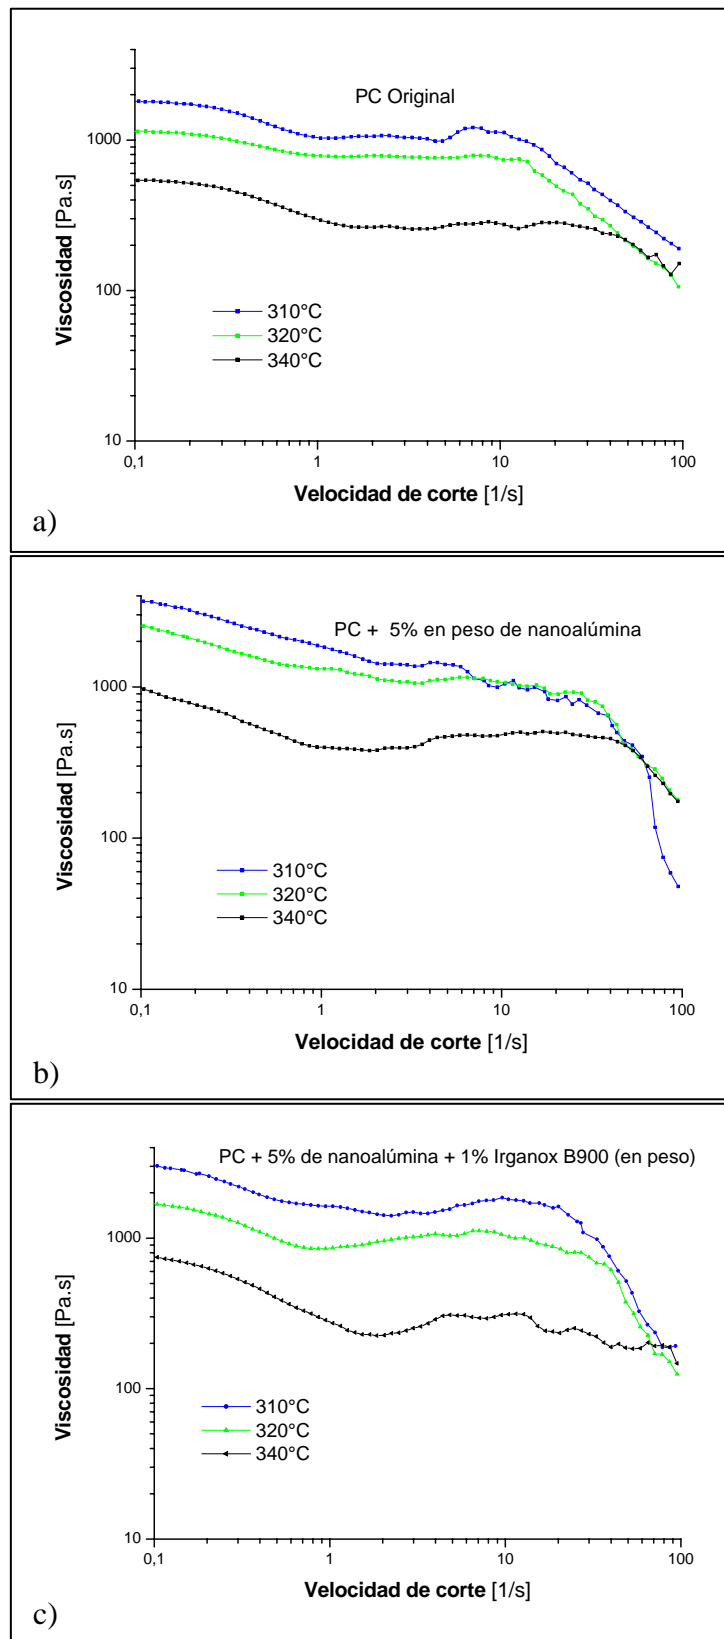 PC Original
1000
100
10
Viscosidad [Pa.s]
310°C
320°C
340°C
0,1 1 10 100
Velocidad de corte [1/s]
a)
PC + 5% en peso de nanoalúmina
1000
100
10
Viscosidad [Pa.s]
310°C
320°C
340°C
0,1 1 10 100
Velocidad de corte [1/s]
b)
PC + 5% de nanoalúmina + 1% Irganox B900 (en peso)
1000
100
10
Viscosidad [Pa.s]
310°C
320°C
340°C
0,1 1 10 100
Velocidad de corte [1/s]
c)